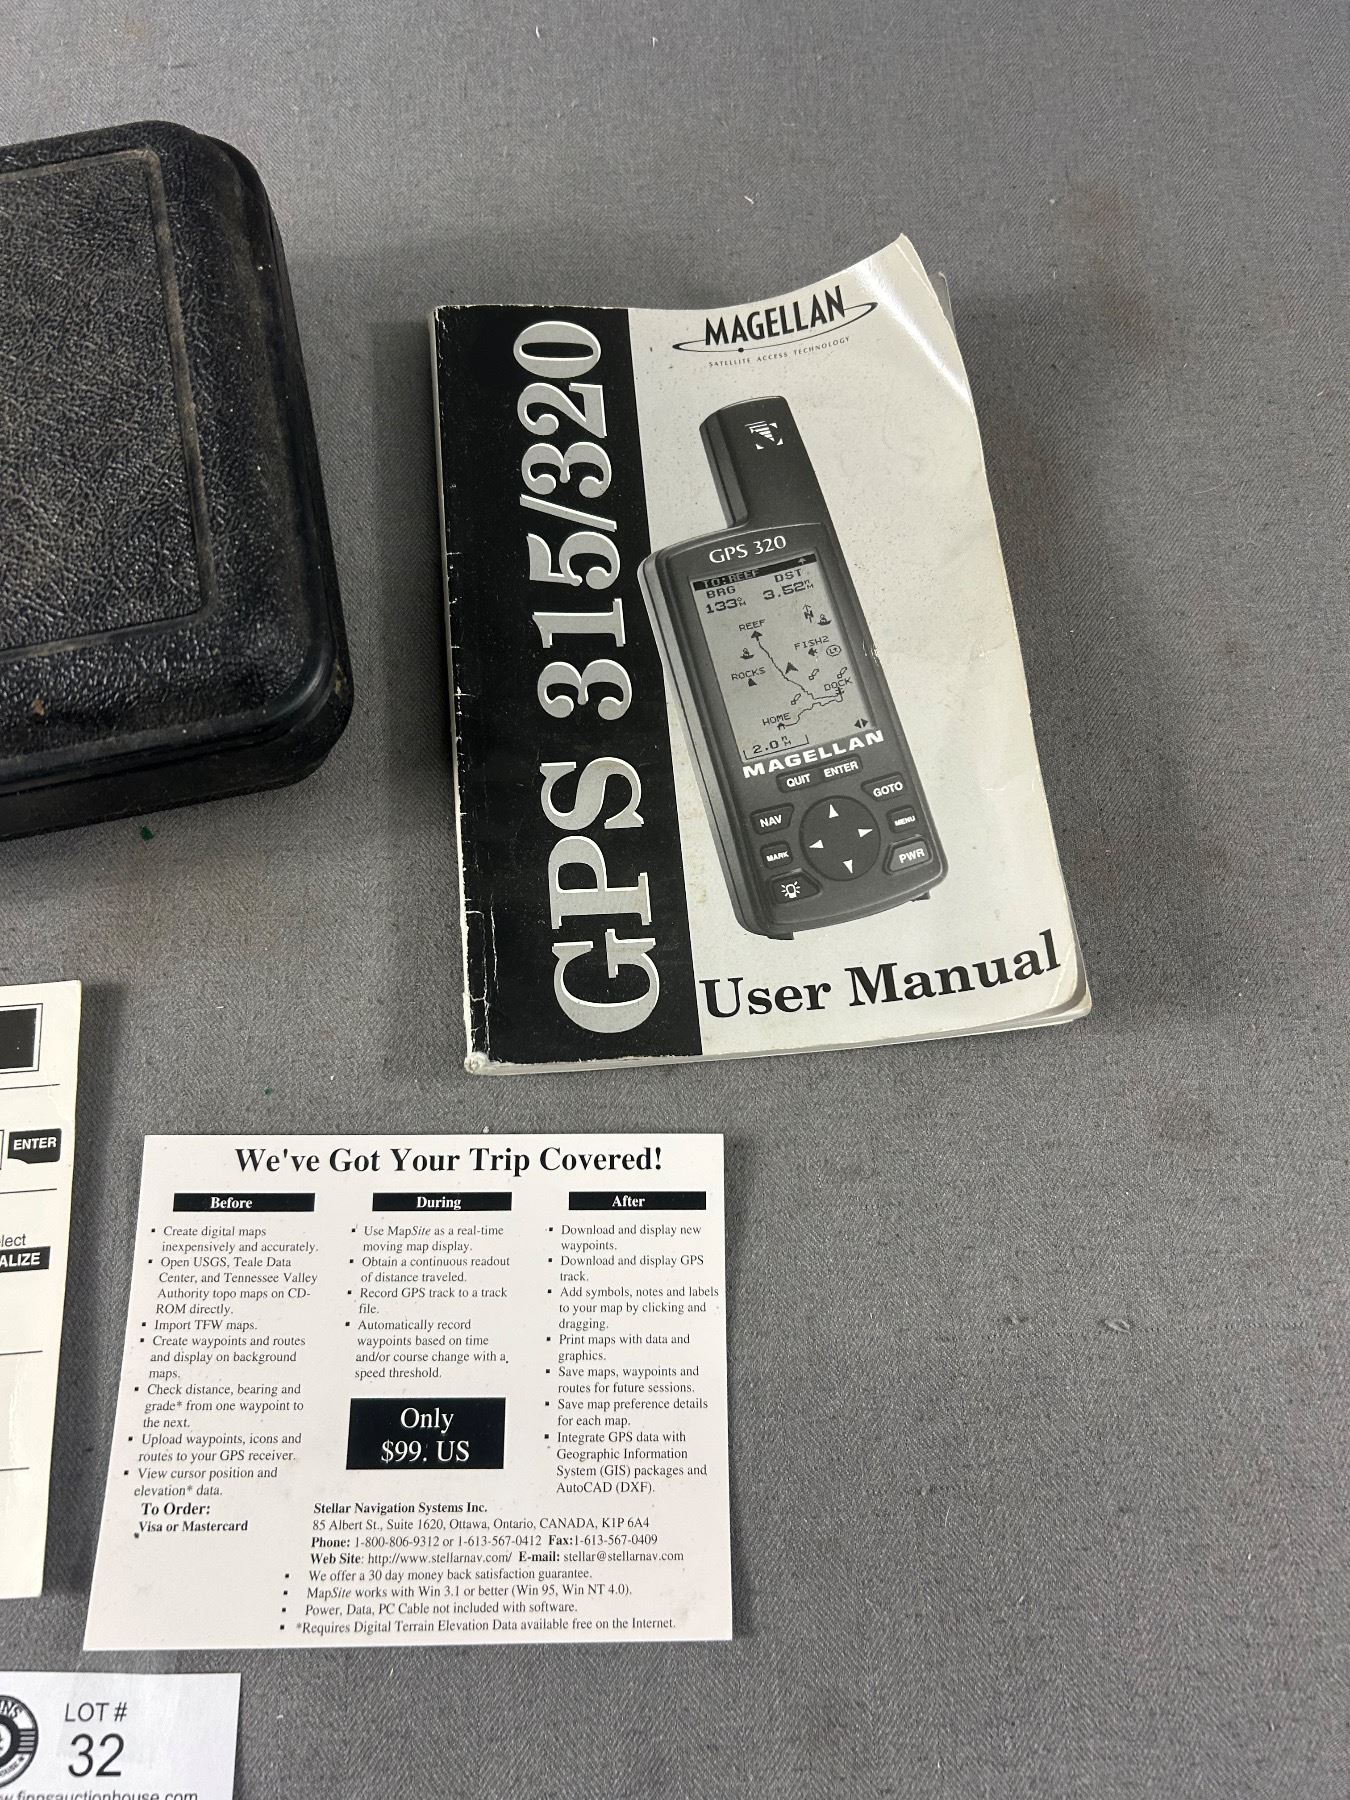 MAGELLAN
SATELLITE ACCESS TECHNOLOGY
GPS 315/320
GPS 320
TO:REEF
BRG DST
133°M 3.52nM
REEF
FISH2
ROCKS
DOCK
HOME
2.0nM
MAGELLAN
QUIT ENTER
GOTO
NAV
MENU
MARK
PWR
User Manual
ENTER
lect
ALIZE
We've Got Your Trip Covered!
Before
▪ Create digital maps
inexpensively and accurately.
▪ Open USGS, Teale Data
Center, and Tennessee Valley
Authority topo maps on CD-
ROM directly.
▪ Import TFW maps.
▪ Create waypoints and routes
and display on background
maps.
▪ Check distance, bearing and
grade* from one waypoint to
the next.
▪ Upload waypoints, icons and
routes to your GPS receiver.
▪ View cursor position and
elevation* data.
During
▪ Use MapSite as a real-time
moving map display.
▪ Obtain a continuous readout
of distance traveled.
▪ Record GPS track to a track
file.
▪ Automatically record
waypoints based on time
and/or course change with a
speed threshold.
Only
$99. US
After
▪ Download and display new
waypoints.
▪ Download and display GPS
track.
▪ Add symbols, notes and labels
to your map by clicking and
dragging.
▪ Print maps with data and
graphics.
▪ Save maps, waypoints and
routes for future sessions.
▪ Save map preference details
for each map.
▪ Integrate GPS data with
Geographic Information
System (GIS) packages and
AutoCAD (DXF).
To Order:
Visa or Mastercard
Stellar Navigation Systems Inc.
85 Albert St., Suite 1620, Ottawa, Ontario, CANADA, K1P 6A4
Phone: 1-800-806-9312 or 1-613-567-0412 Fax:1-613-567-0409
Web Site: http://www.stellarnav.com/ E-mail: stellar@stellarnav.com
▪ We offer a 30 day money back satisfaction guarantee.
▪ MapSite works with Win 3.1 or better (Win 95, Win NT 4.0).
▪ Power, Data, PC Cable not included with software.
▪ *Requires Digital Terrain Elevation Data available free on the Internet.
LOT #
32
w.finnsauctionhouse.com